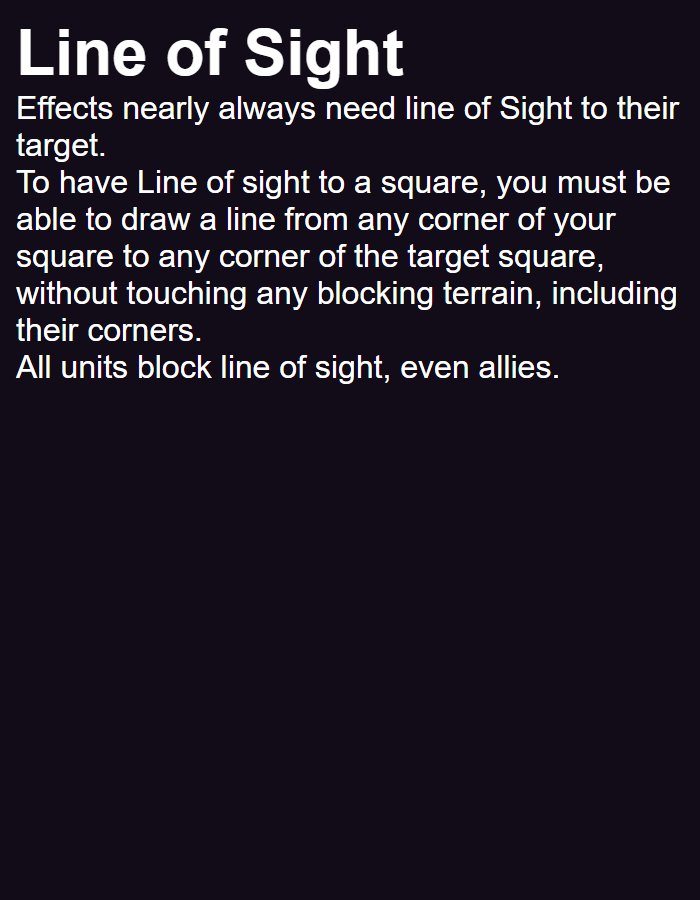 Line of Sight
Effects nearly always need line of Sight to their
target.
To have Line of sight to a square, you must be
able to draw a line from any corner of your
square to any corner of the target square,
without touching any blocking terrain, including
their corners.
All units block line of sight, even allies.